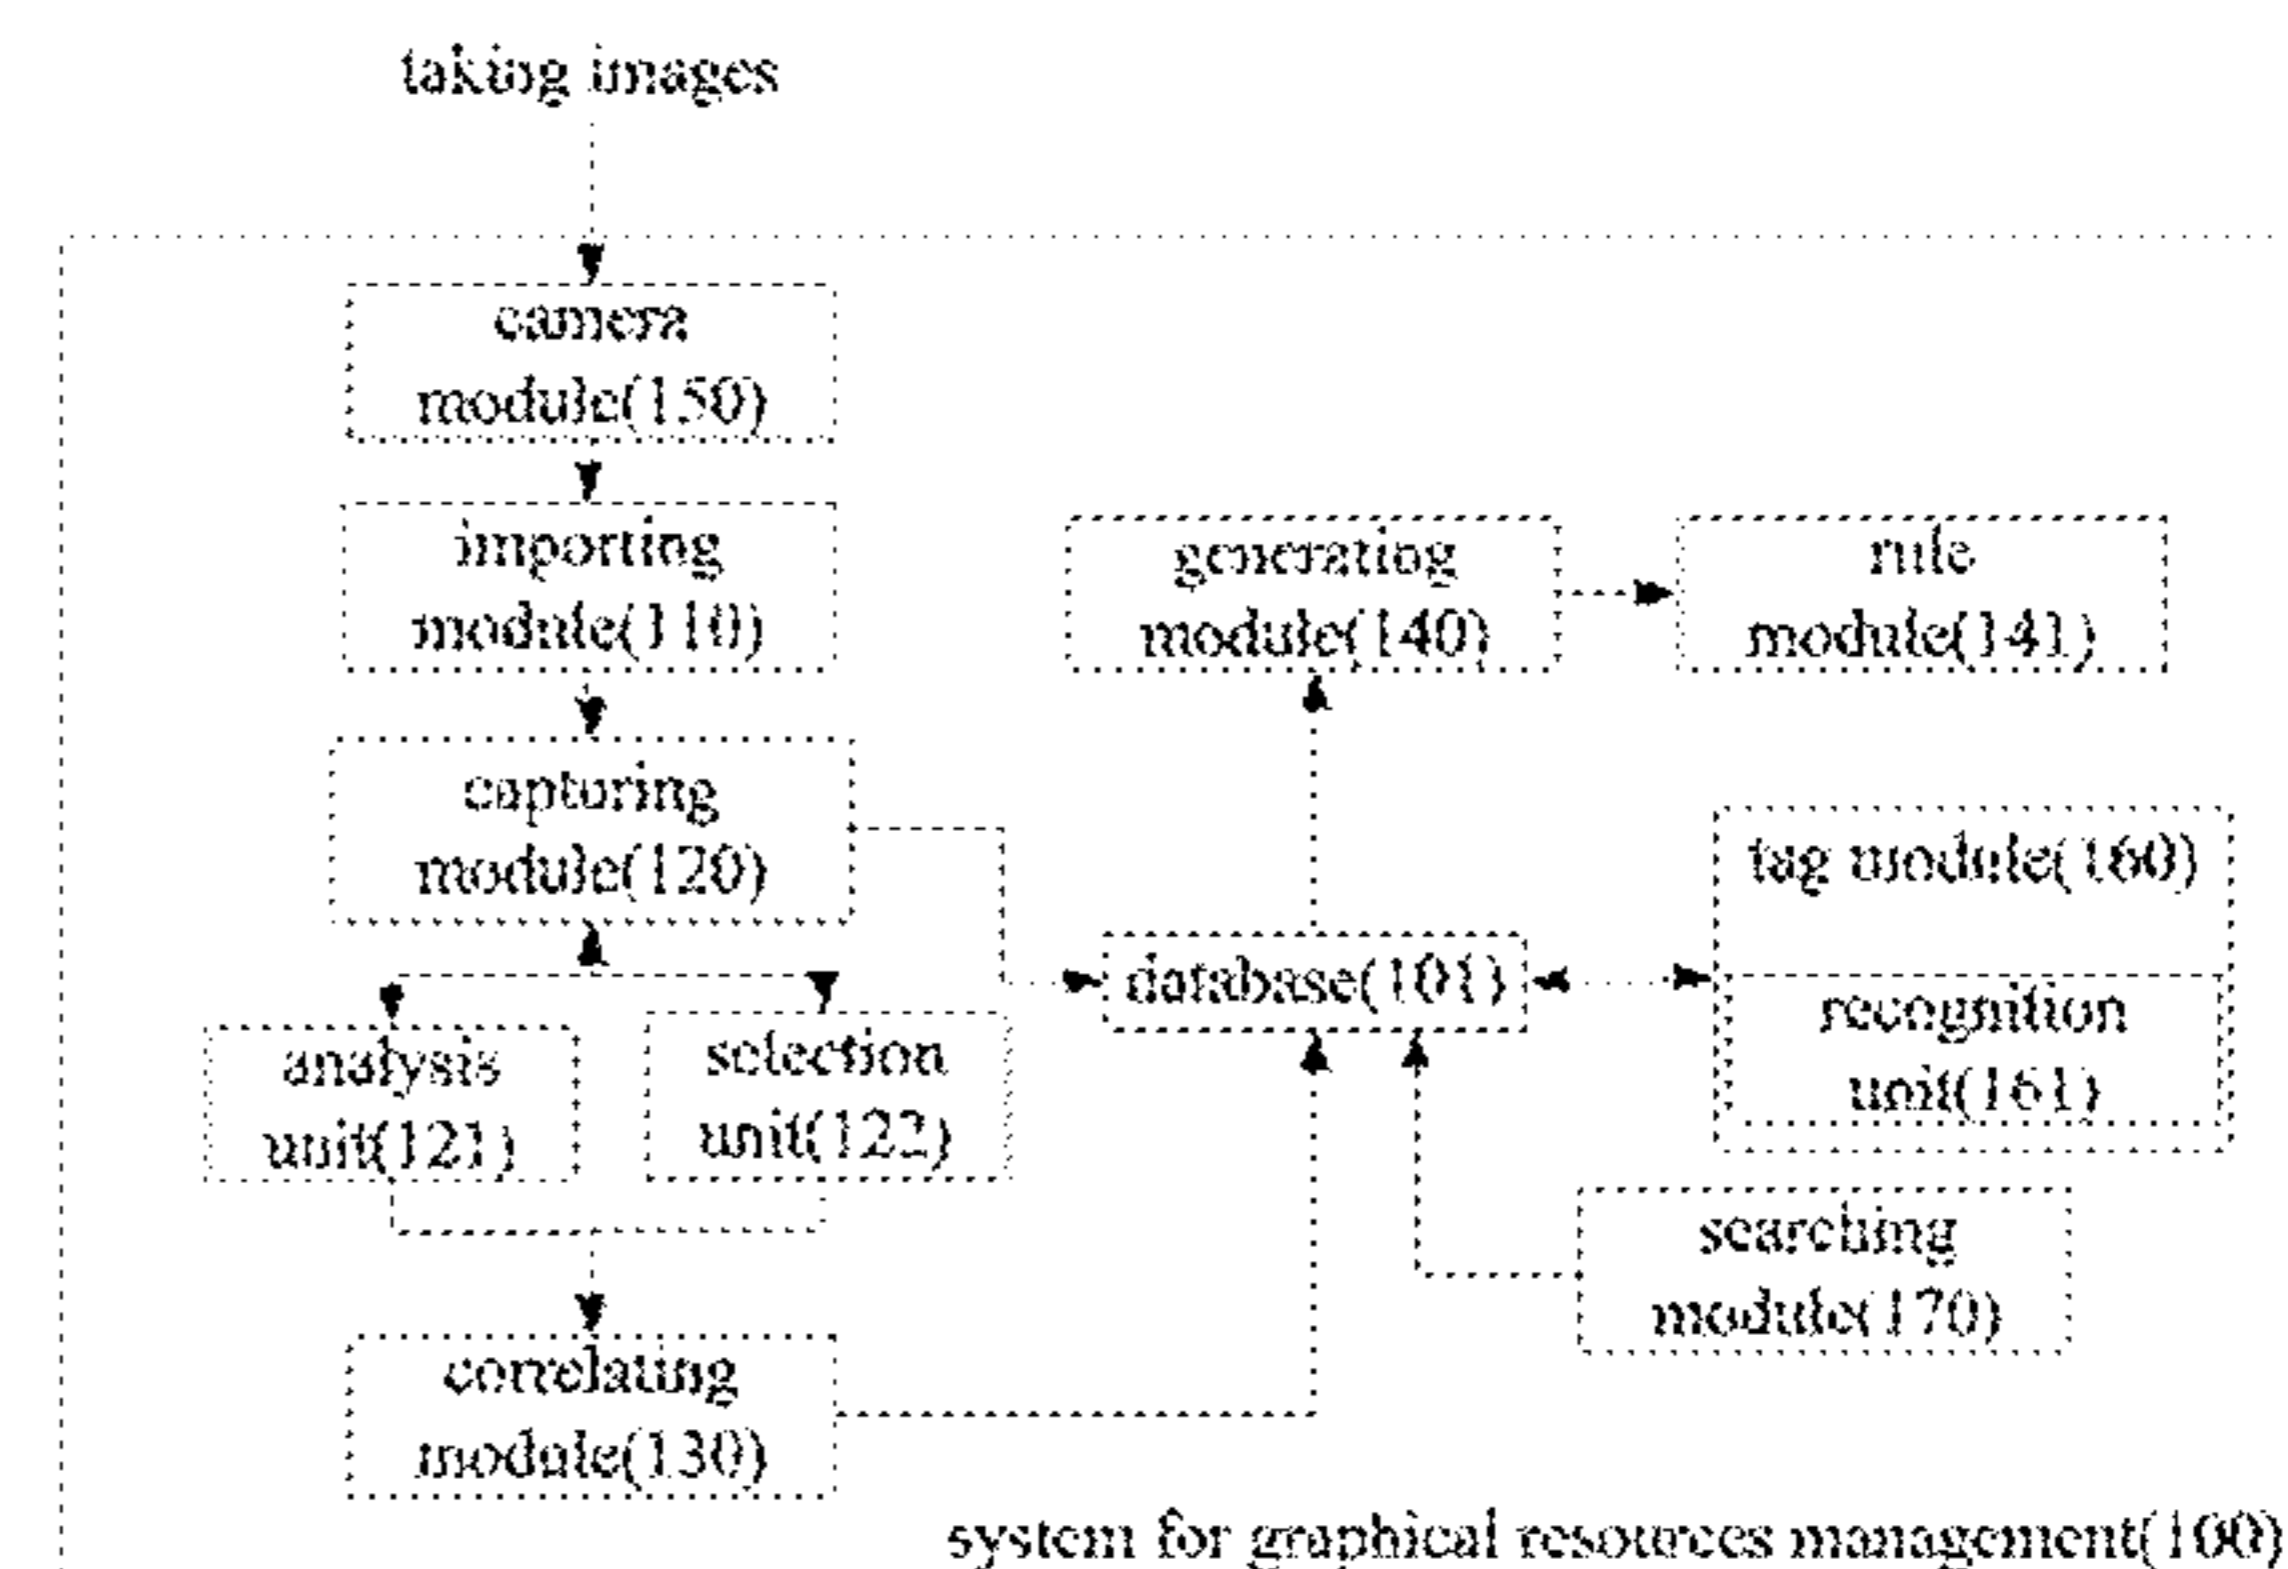 taking images
camera
module(150)
importing
module(110)
generating
module(140)
rule
module(141)
capturing
module(120)
tag module(160)
database(101)
recognition
unit(161)
analysis
unit(121)
selection
unit(122)
searching
module(170)
correlating
module(130)
system for graphical resources management(100)